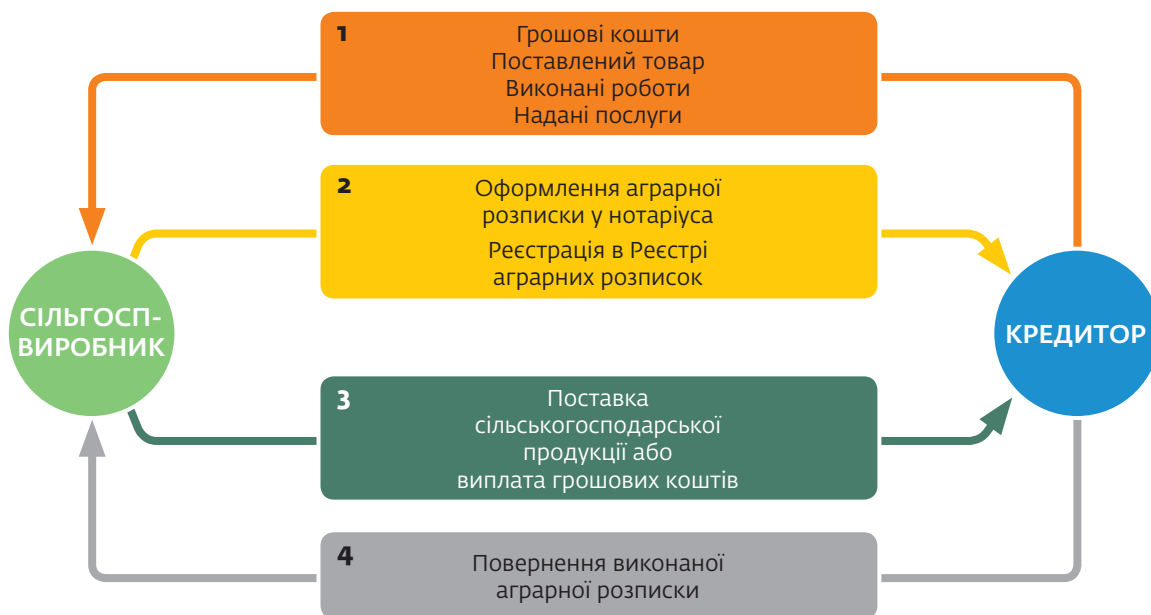 1
Грошові кошти
Поставлений товар
Виконані роботи
Надані послуги
2
Оформлення аграрної
розписки у нотаріуса
Реєстрація в Реєстрі
аграрних розписок
СІЛЬГОСП-
ВИРОБНИК
КРЕДИТОР
3
Поставка
сільськогосподарської
продукції або
виплата грошових коштів
4
Повернення виконаної
аграрної розписки